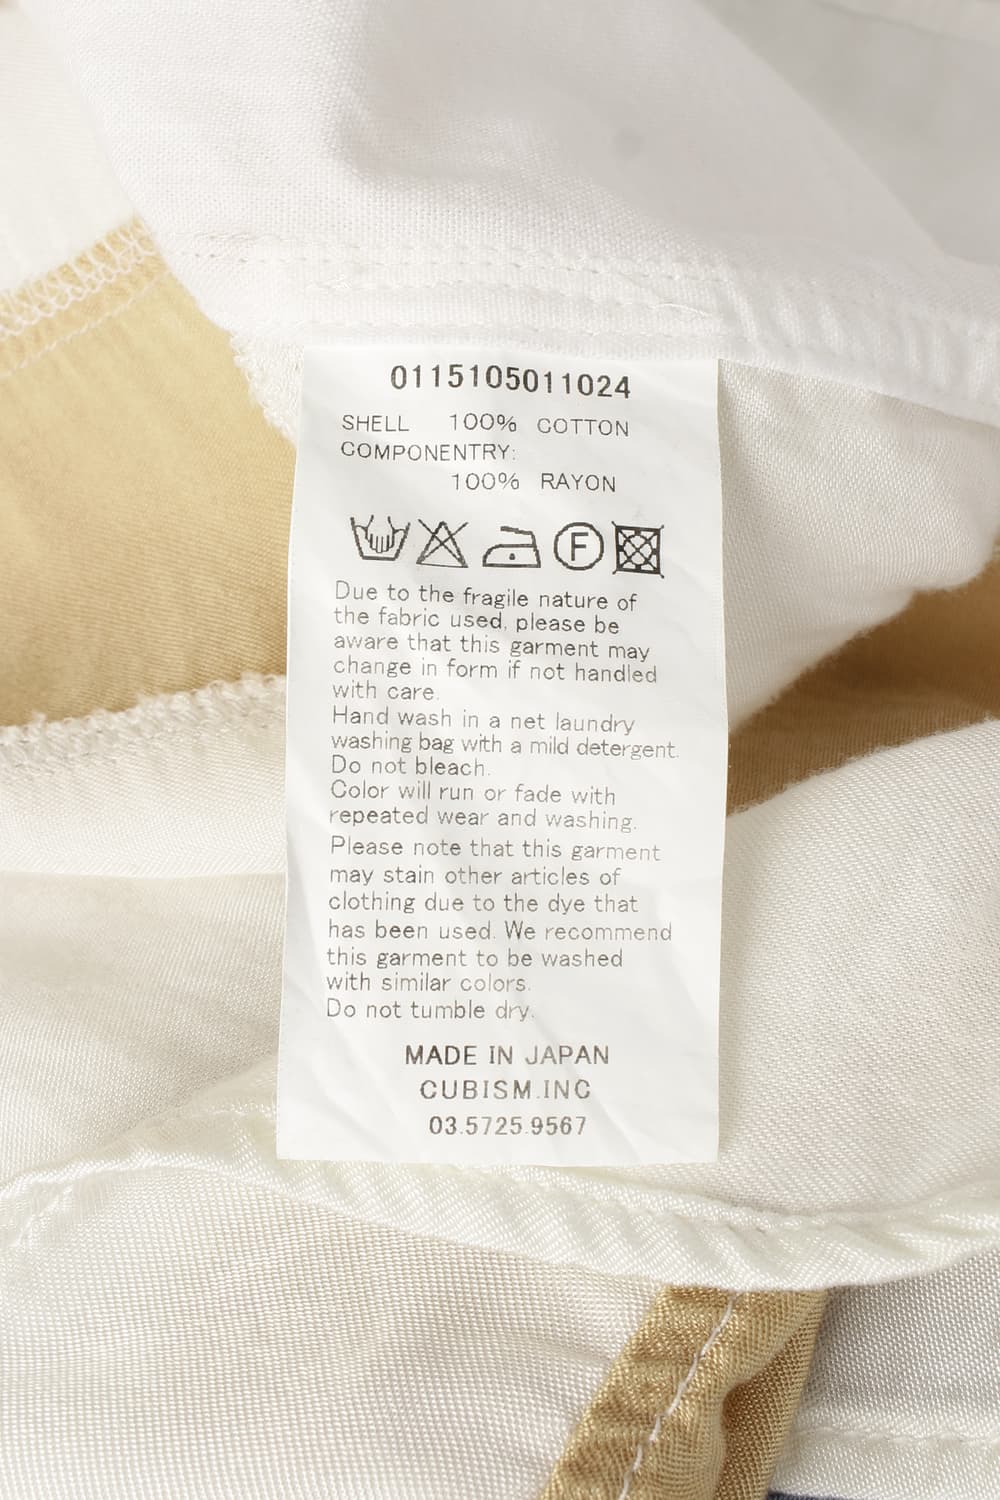 0115105011024
SHELL 100% COTTON
COMPONENTRY:
100% RAYON
F
Due to the fragile nature of
the fabric used, please be
aware that this garment may
change in form if not handled
with care.
Hand wash in a net laundry
washing bag with a mild detergent.
Do not bleach.
Color will run or fade with
repeated wear and washing.
Please note that this garment
may stain other articles of
clothing due to the dye that
has been used. We recommend
this garment to be washed
with similar colors.
Do not tumble dry.
MADE IN JAPAN
CUBISM.INC
03.5725.9567